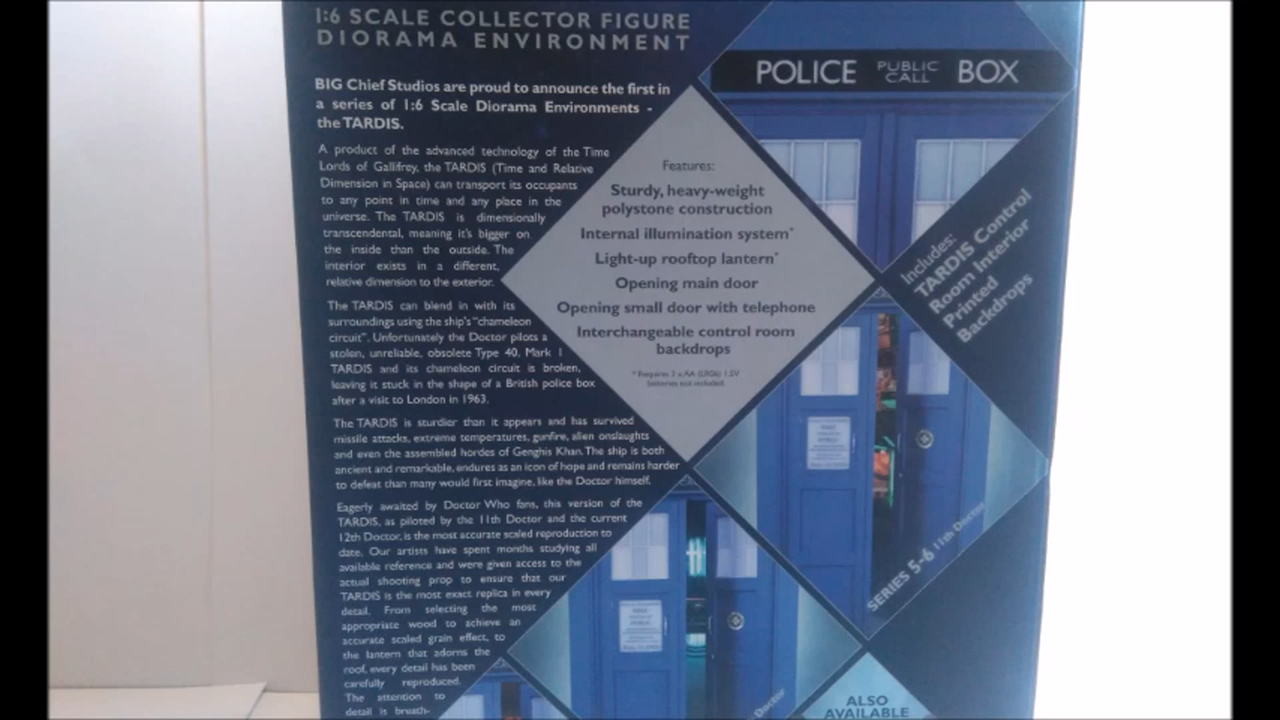 1:6 SCALE COLLECTOR FIGURE
DIORAMA ENVIRONMENT
BIG Chief Studios are proud to announce the first in
a series of 1:6 Scale Diorama Environments -
the TARDIS.
A product of the advanced technology of the Time
Lords of Gallifrey, the TARDIS (Time and Relative
Dimension in Space) can transport its occupants
to any point in time and any place in the
universe. The TARDIS is dimensionally
transcendental, meaning it's bigger on
the inside than the outside. The
interior exists in a different,
relative dimension to the exterior.
The TARDIS can blend in with its
surroundings using the ship's "chameleon
circuit". Unfortunately the Doctor pilots a
stolen, unreliable, obsolete Type 40, Mark I
TARDIS and its chameleon circuit is broken,
leaving it stuck in the shape of a British police box
after a visit to London in 1963.
The TARDIS is sturdier than it appears and has survived
missile attacks, extreme temperatures, gunfire, alien onslaughts
and even the assembled hordes of Genghis Khan. The ship is both
ancient and remarkable, endures as an icon of hope and remains harder
to defeat than many would first imagine, like the Doctor himself.
Eagerly awaited by Doctor Who fans, this version of the
TARDIS, as piloted by the 11th Doctor and the current
12th Doctor, is the most accurate scaled reproduction to
date. Our artists have spent months studying all
available reference and were given access to the
actual shooting prop to ensure that our
TARDIS is the most exact replica in every
detail. From selecting the most
appropriate wood to achieve an
accurate scaled grain effect, to
the lantern that adorns the
roof, every detail has been
carefully reproduced.
The attention to
detail is breath-
Features:
Sturdy, heavy-weight
polystone construction
Internal illumination system*
Light-up rooftop lantern*
Opening main door
Opening small door with telephone
Interchangeable control room
backdrops
* Requires 3 x AA (LR06) 1.5V
batteries not included.
POLICE PUBLIC CALL BOX
Includes:
TARDIS Control
Room Interior
Printed
Backdrops
SERIES 5-6 11th Doctor
Doctor
ALSO
AVAILABLE